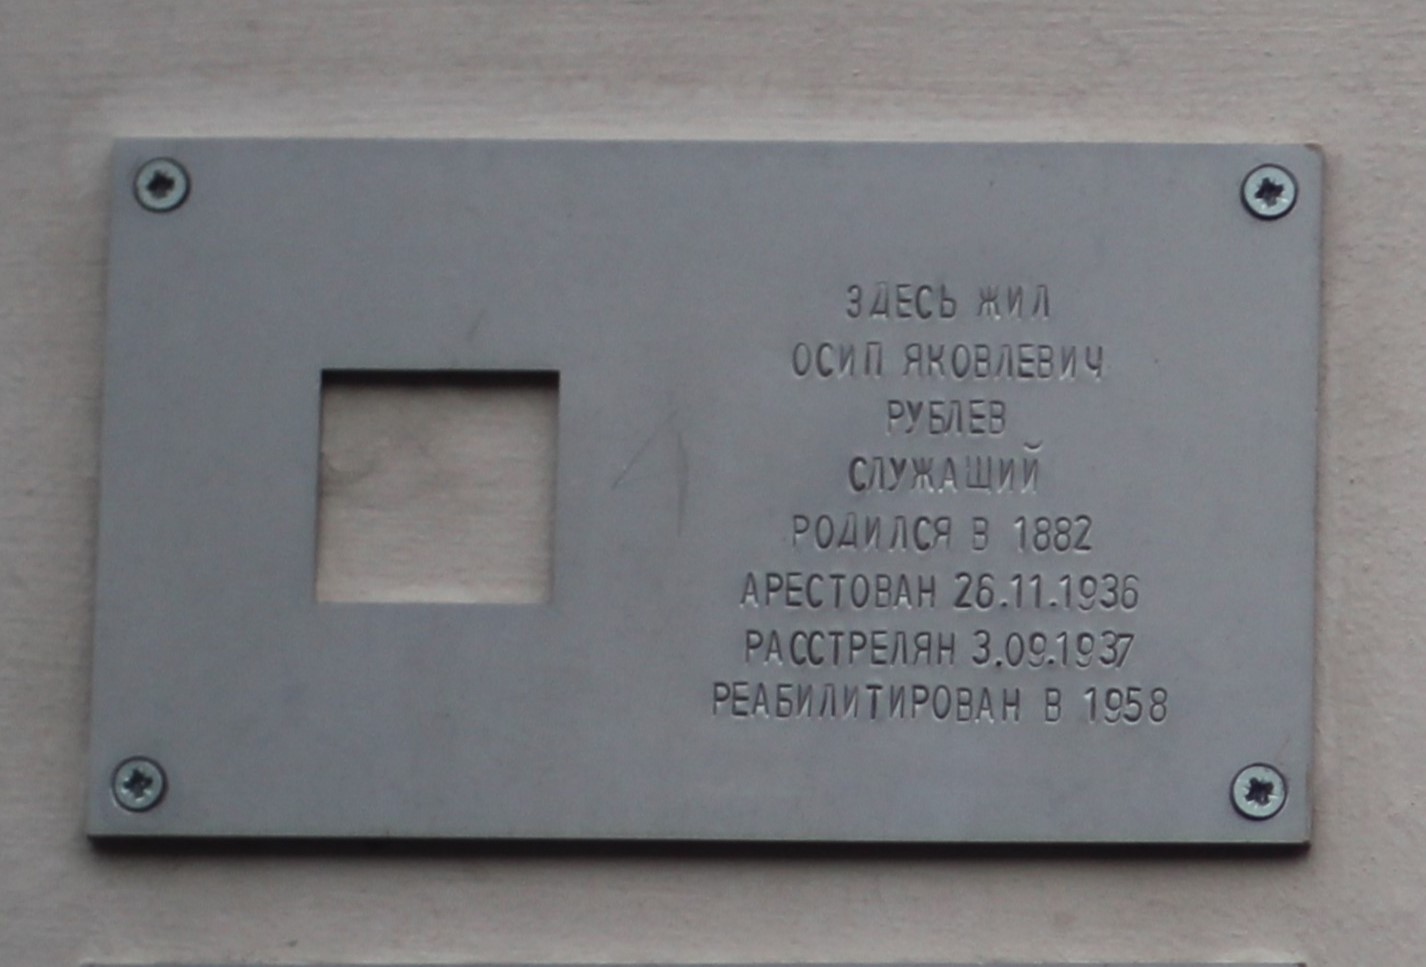 ЗДЕСЬ ЖИЛ
ОСИП ЯКОВЛЕВИЧ
РУБЛЕВ
СЛУЖАЩИЙ
РОДИЛСЯ В 1882
АРЕСТОВАН 26.11.1936
РАССТРЕЛЯН 3.09.1937
РЕАБИЛИТИРОВАН В 1958